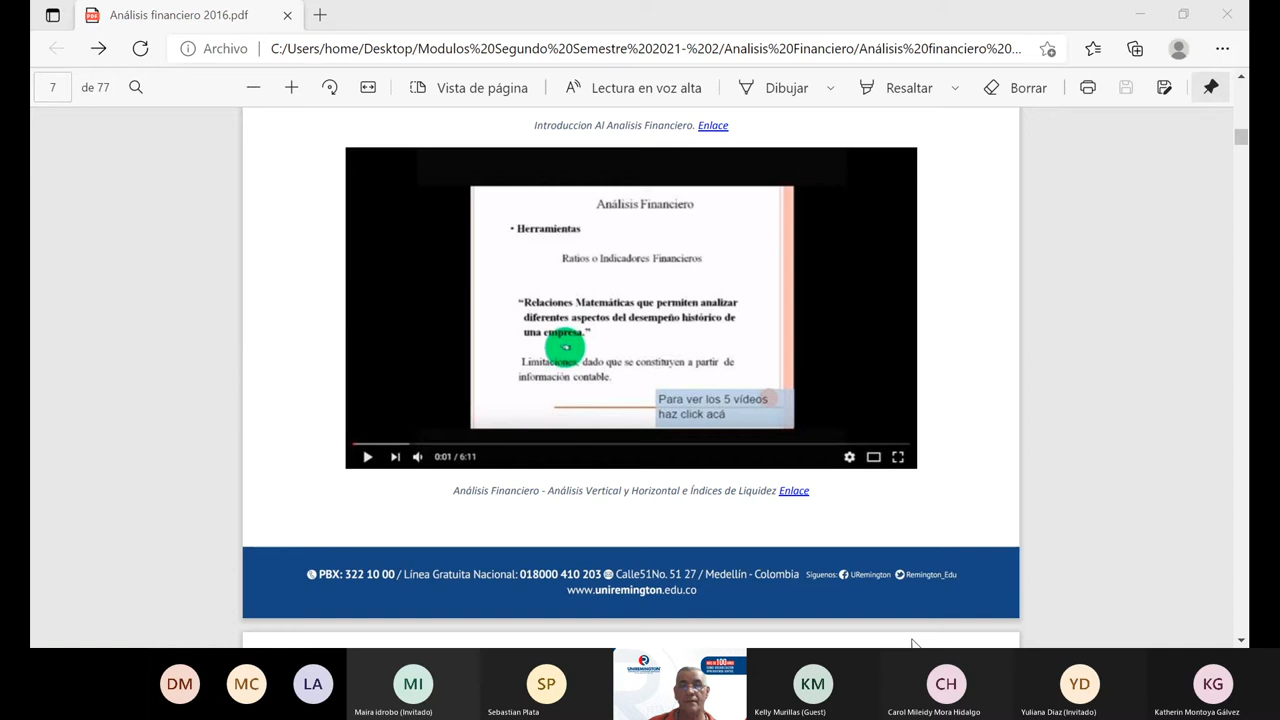 Análisis financiero 2016.pdf
Archivo
C:/Users/home/Desktop/Modulos%20Segundo%20Semestre%202021-%202/Analisis%20Financiero/Análisis%20financiero%20...
7
de 77
Vista de página
Lectura en voz alta
Dibujar
Resaltar
Borrar
Introduccion Al Analisis Financiero. Enlace
Análisis Financiero
• Herramientas
Ratios o Indicadores Financieros
“Relaciones Matemáticas que permiten analizar
diferentes aspectos del desempeño histórico de
una empresa.”
Limitaciones, dado que se constituyen a partir de
información contable.
Para ver los 5 vídeos
haz click acá
0:01 / 6:11
Análisis Financiero - Análisis Vertical y Horizontal e Índices de Liquidez Enlace
PBX: 322 10 00 / Línea Gratuita Nacional: 018000 410 203 Calle51No. 51 27 / Medellín - Colombia Síguenos: URemington Remington_Edu
www.uniremington.edu.co
DM
MC
LA
MI
Maira idrobo (Invitado)
SP
Sebastian Plata
UNIREMINGTON
KM
Kelly Murillas (Guest)
CH
Carol Mileidy Mora Hidalgo
YD
Yuliana Diaz (Invitado)
KG
Katherin Montoya Gálvez